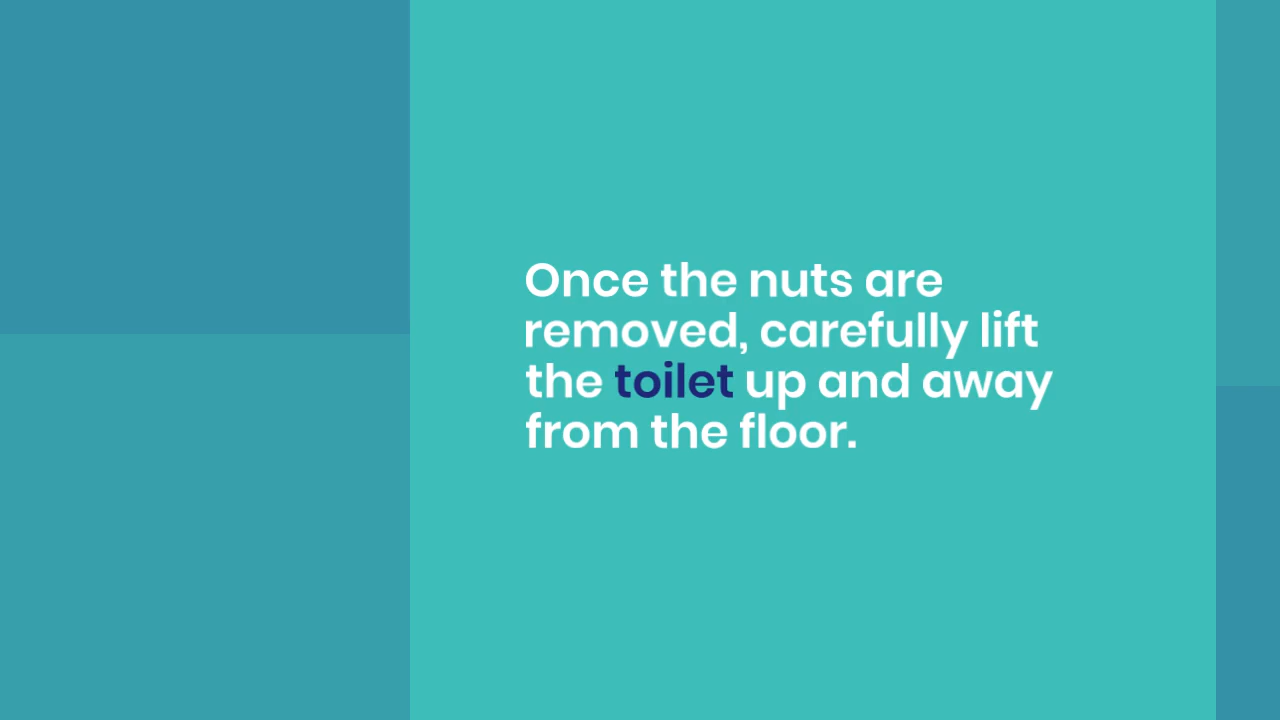 Once the nuts are
removed, carefully lift
the toilet up and away
from the floor.